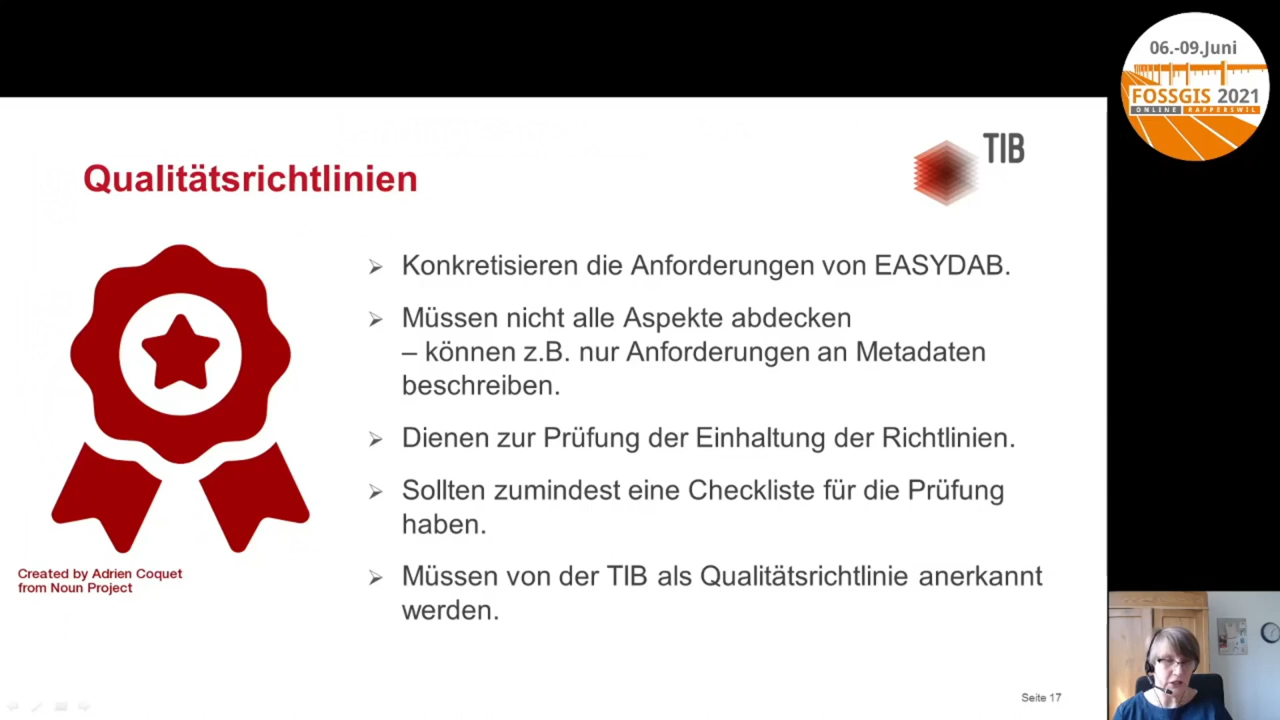 06.-09.Juni
FOSSGIS 2021
ONLINE RAPPERSWIL
TIB
Qualitätsrichtlinien
Konkretisieren die Anforderungen von EASYDAB.
Müssen nicht alle Aspekte abdecken
– können z.B. nur Anforderungen an Metadaten
beschreiben.
Dienen zur Prüfung der Einhaltung der Richtlinien.
Sollten zumindest eine Checkliste für die Prüfung
haben.
Müssen von der TIB als Qualitätsrichtlinie anerkannt
werden.
Created by Adrien Coquet
from Noun Project
Seite 17